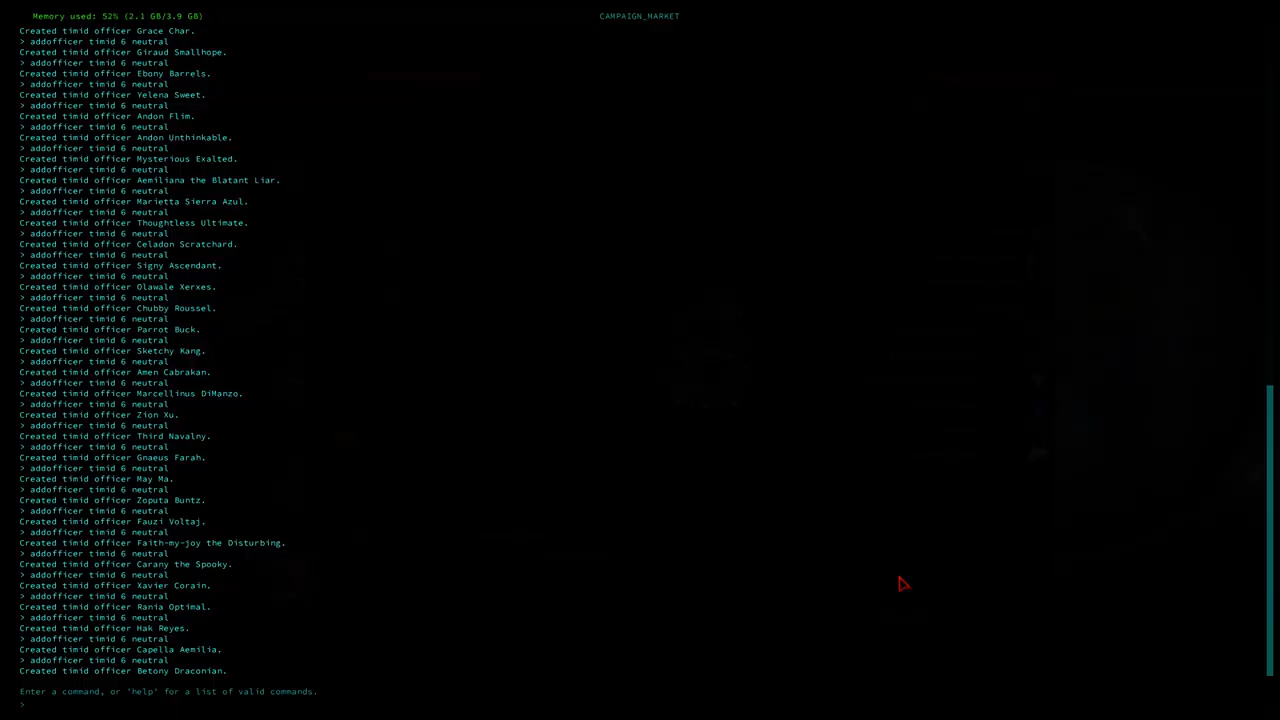 Memory used: 52% (2.1 GB/3.9 GB)
CAMPAIGN_MARKET
Created timid officer Grace Char.
> addofficer timid 6 neutral
Created timid officer Giraud Smallhope.
> addofficer timid 6 neutral
Created timid officer Ebony Barrels.
> addofficer timid 6 neutral
Created timid officer Yelena Sweet.
> addofficer timid 6 neutral
Created timid officer Andon Flim.
> addofficer timid 6 neutral
Created timid officer Andon Unthinkable.
> addofficer timid 6 neutral
Created timid officer Mysterious Exalted.
> addofficer timid 6 neutral
Created timid officer Aemiliana the Blatant Liar.
> addofficer timid 6 neutral
Created timid officer Marietta Sierra Azul.
> addofficer timid 6 neutral
Created timid officer Thoughtless Ultimate.
> addofficer timid 6 neutral
Created timid officer Celadon Scratchard.
> addofficer timid 6 neutral
Created timid officer Signy Ascendant.
> addofficer timid 6 neutral
Created timid officer Olawale Xerxes.
> addofficer timid 6 neutral
Created timid officer Chubby Roussel.
> addofficer timid 6 neutral
Created timid officer Parrot Buck.
> addofficer timid 6 neutral
Created timid officer Sketchy Kang.
> addofficer timid 6 neutral
Created timid officer Amen Cabrakan.
> addofficer timid 6 neutral
Created timid officer Marcellinus DiManzo.
> addofficer timid 6 neutral
Created timid officer Zion Xu.
> addofficer timid 6 neutral
Created timid officer Third Navalny.
> addofficer timid 6 neutral
Created timid officer Gnaeus Farah.
> addofficer timid 6 neutral
Created timid officer May Ma.
> addofficer timid 6 neutral
Created timid officer Zoputa Buntz.
> addofficer timid 6 neutral
Created timid officer Fauzi Voltaj.
> addofficer timid 6 neutral
Created timid officer Faith-my-joy the Disturbing.
> addofficer timid 6 neutral
Created timid officer Carany the Spooky.
> addofficer timid 6 neutral
Created timid officer Xavier Corain.
> addofficer timid 6 neutral
Created timid officer Rania Optimal.
> addofficer timid 6 neutral
Created timid officer Hak Reyes.
> addofficer timid 6 neutral
Created timid officer Capella Aemilia.
> addofficer timid 6 neutral
Created timid officer Betony Draconian.
Enter a command, or 'help' for a list of valid commands.
>